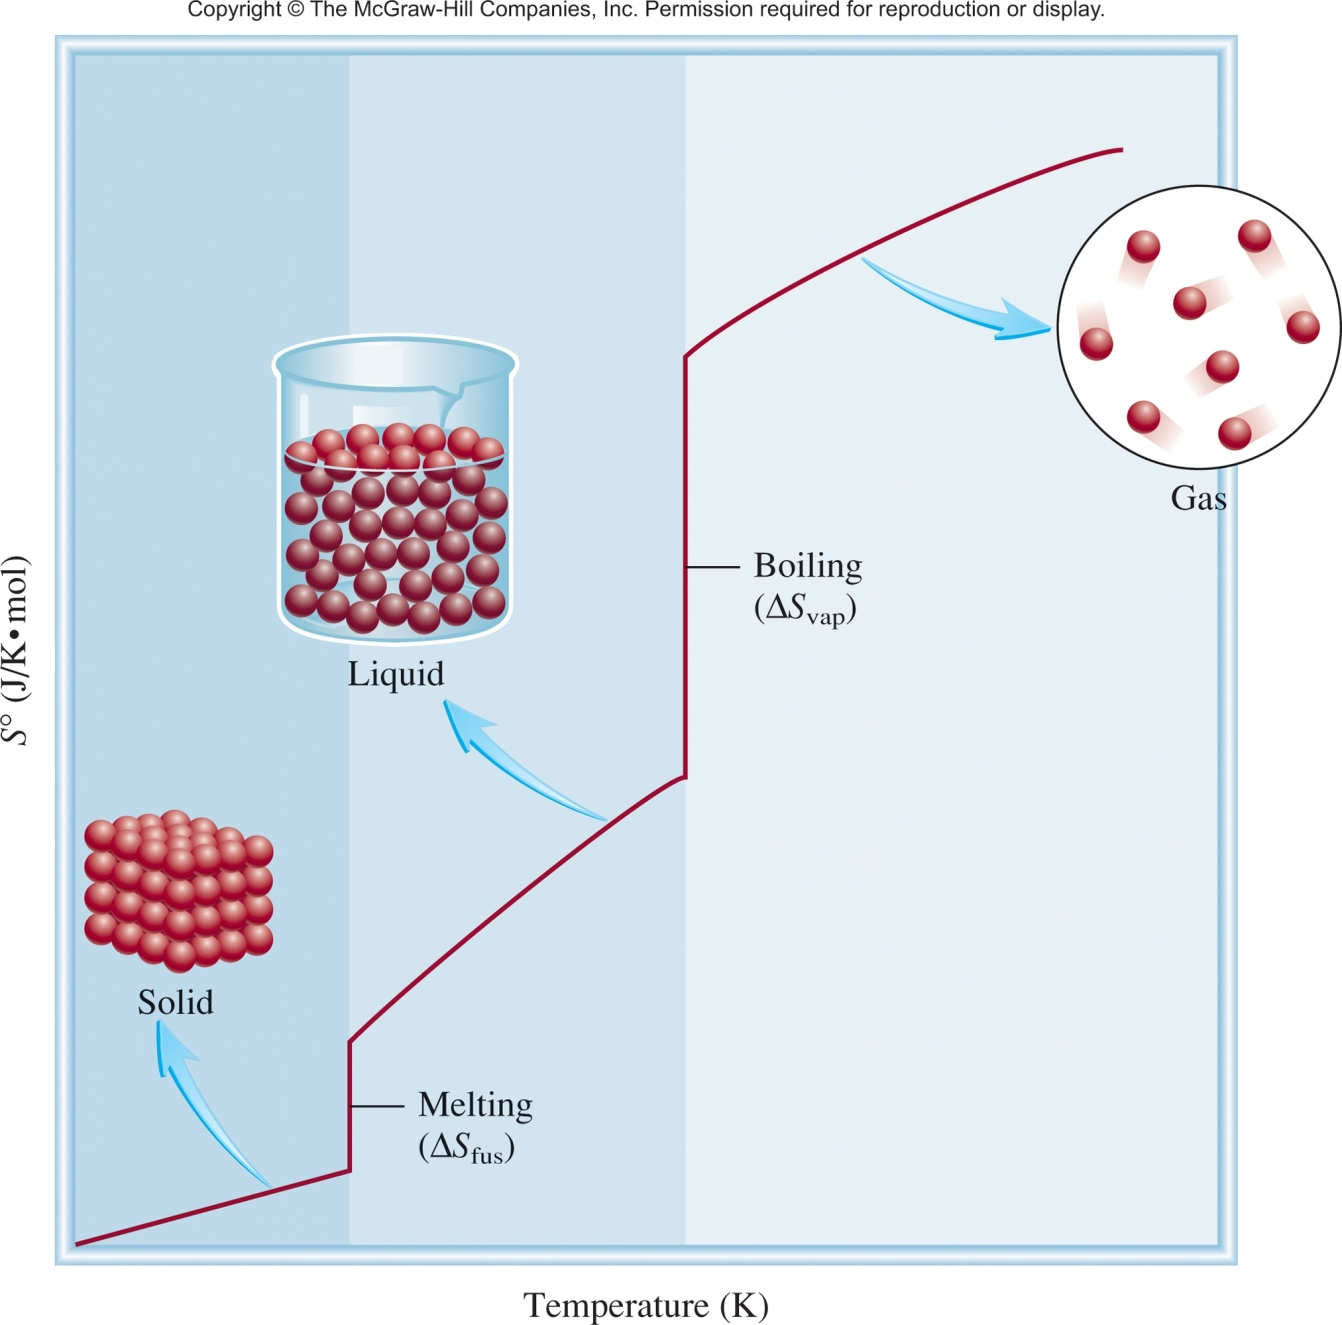 Copyright © The McGraw-Hill Companies, Inc. Permission required for reproduction or display.
Gas
Boiling
(ΔSvap)
Liquid
S° (J/K•mol)
Solid
Melting
(ΔSfus)
Temperature (K)